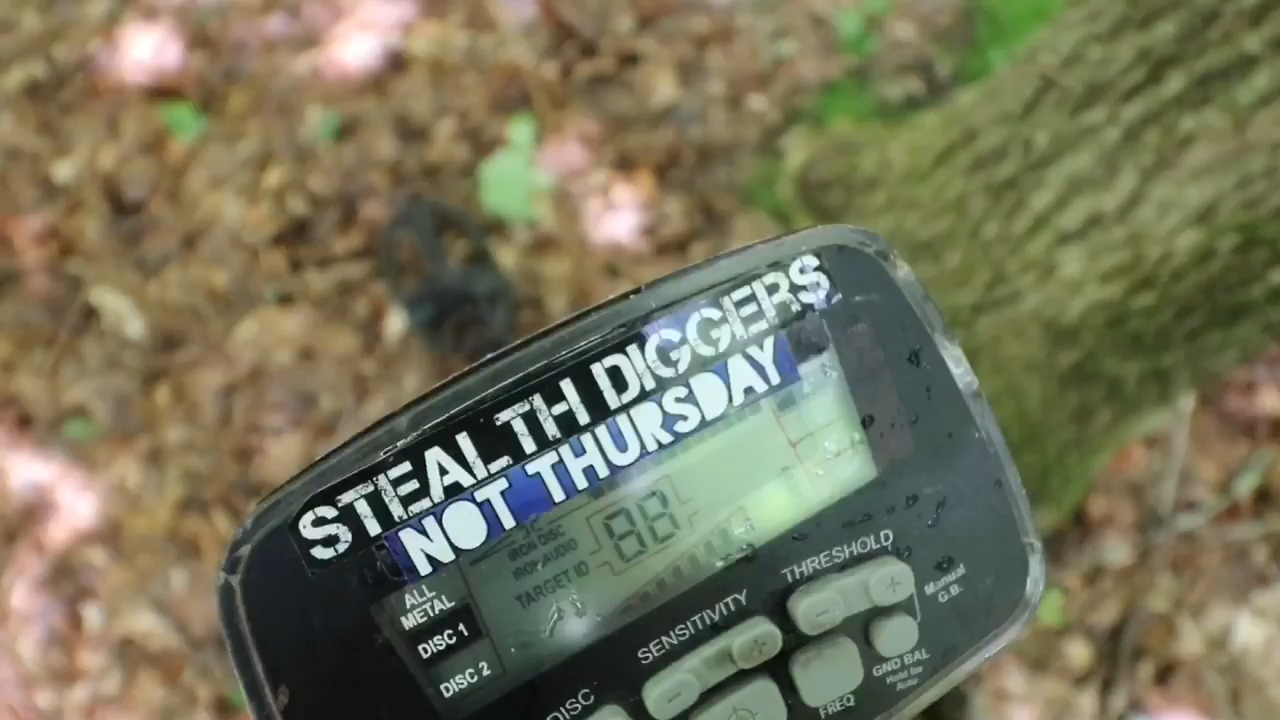 STEALTH DIGGERS
NOT THURSDAY
IRON DISC
IRON AUDIO
TARGET ID
88
ALL
METAL
DISC 1
DISC 2
THRESHOLD
+
-
Manual
G.B.
SENSITIVITY
+
-
GND BAL
Hold for
Auto
FREQ
DISC